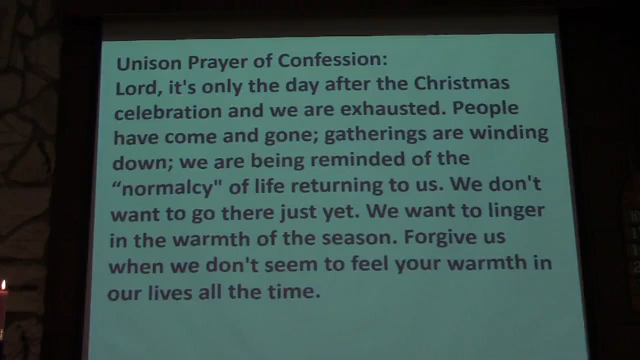 Unison Prayer of Confession:
Lord, it's only the day after the Christmas
celebration and we are exhausted. People
have come and gone; gatherings are winding
down; we are being reminded of the
“normalcy" of life returning to us. We don't
want to go there just yet. We want to linger
in the warmth of the season. Forgive us
when we don't seem to feel your warmth in
our lives all the time.